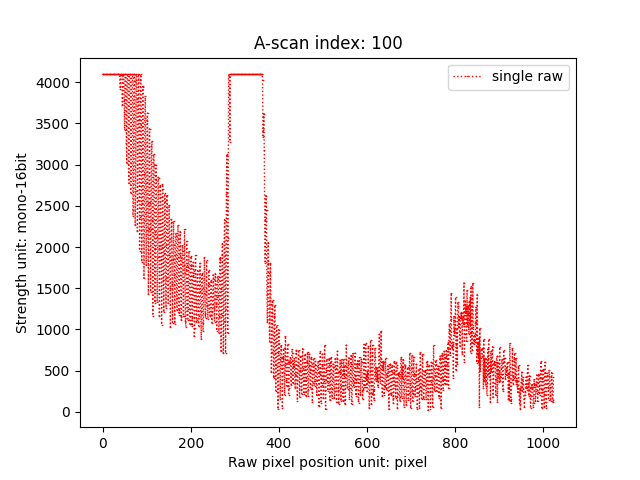 A-scan index: 100
single raw
4000
3500
3000
2500
2000
1500
1000
500
0
Strength unit: mono-16bit
0 200 400 600 800 1000
Raw pixel position unit: pixel